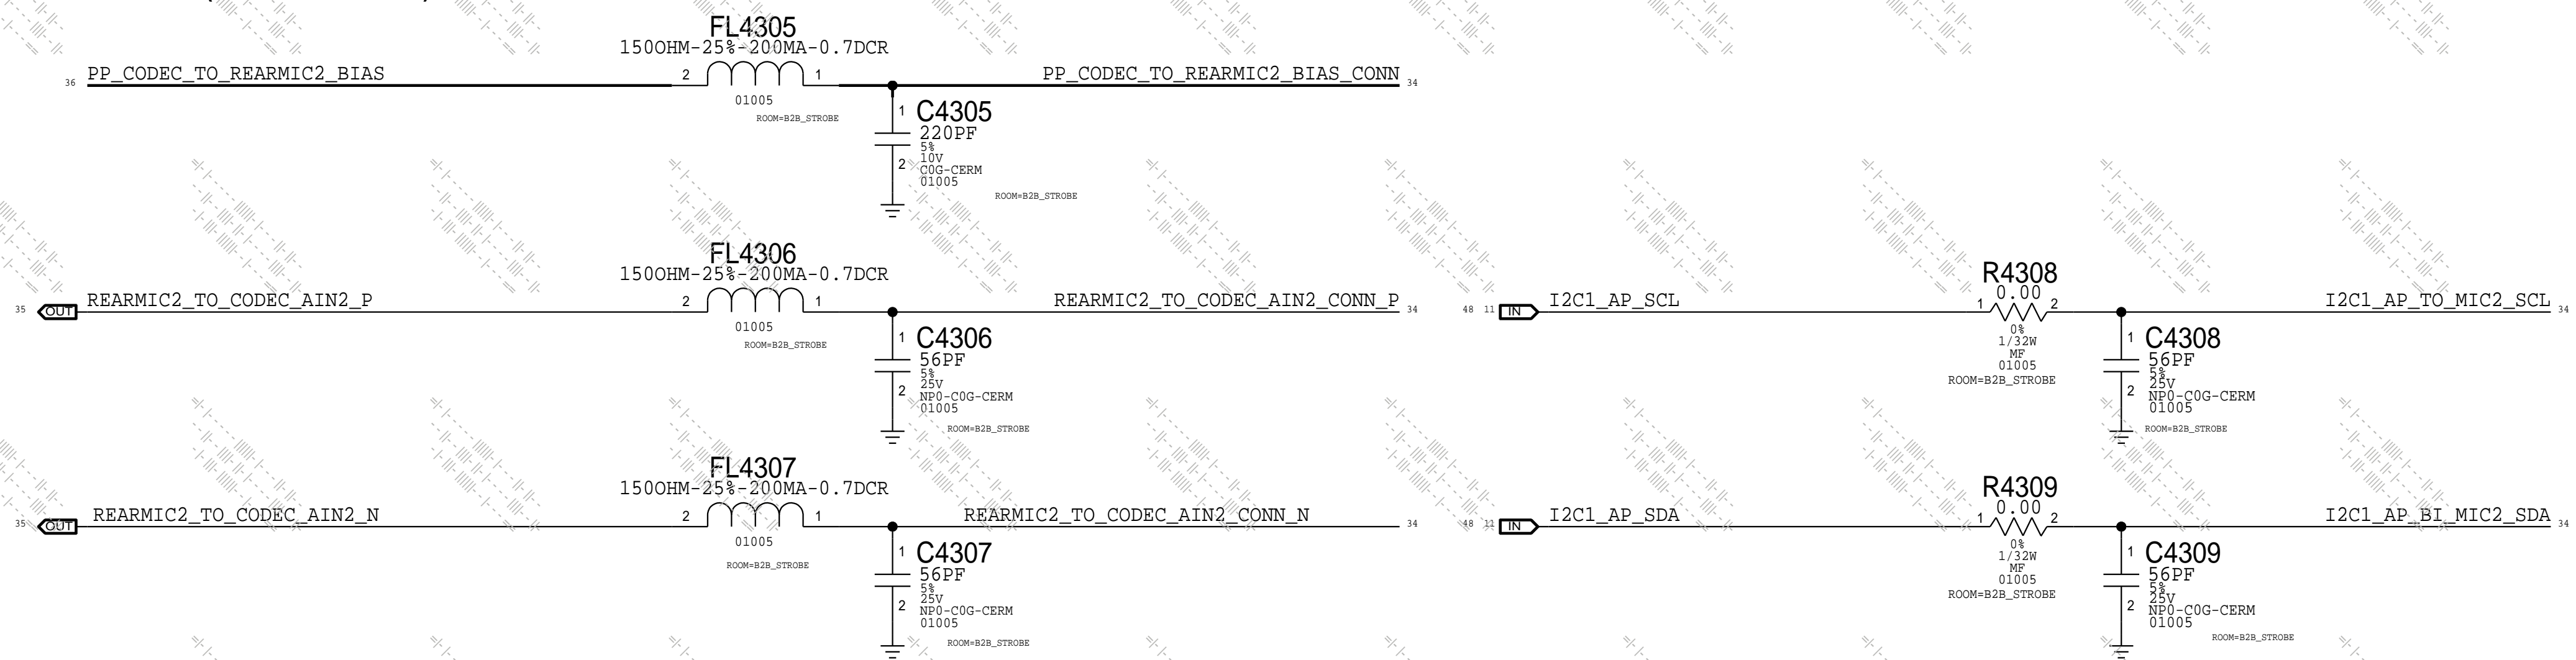 FL4305
150OHM-25%-200MA-0.7DCR
36 PP_CODEC_TO_REARMIC2_BIAS 2 1 PP_CODEC_TO_REARMIC2_BIAS_CONN 34
01005
ROOM=B2B_STROBE
1 C4305
220PF
5%
10V
2 C0G-CERM
01005
ROOM=B2B_STROBE
FL4306
150OHM-25%-200MA-0.7DCR
35 OUT REARMIC2_TO_CODEC_AIN2_P 2 1 REARMIC2_TO_CODEC_AIN2_CONN_P 34
01005
ROOM=B2B_STROBE
1 C4306
56PF
5%
25V
2 NP0-C0G-CERM
01005
ROOM=B2B_STROBE
FL4307
150OHM-25%-200MA-0.7DCR
35 OUT REARMIC2_TO_CODEC_AIN2_N 2 1 REARMIC2_TO_CODEC_AIN2_CONN_N 34
01005
ROOM=B2B_STROBE
1 C4307
56PF
5%
25V
2 NP0-C0G-CERM
01005
ROOM=B2B_STROBE
R4308
0.00
48 11 IN I2C1_AP_SCL 1 2 I2C1_AP_TO_MIC2_SCL 34
0%
1/32W
MF
01005
ROOM=B2B_STROBE
1 C4308
56PF
5%
25V
2 NP0-C0G-CERM
01005
ROOM=B2B_STROBE
R4309
0.00
48 11 IN I2C1_AP_SDA 1 2 I2C1_AP_BI_MIC2_SDA 34
0%
1/32W
MF
01005
ROOM=B2B_STROBE
1 C4309
56PF
5%
25V
2 NP0-C0G-CERM
01005
ROOM=B2B_STROBE